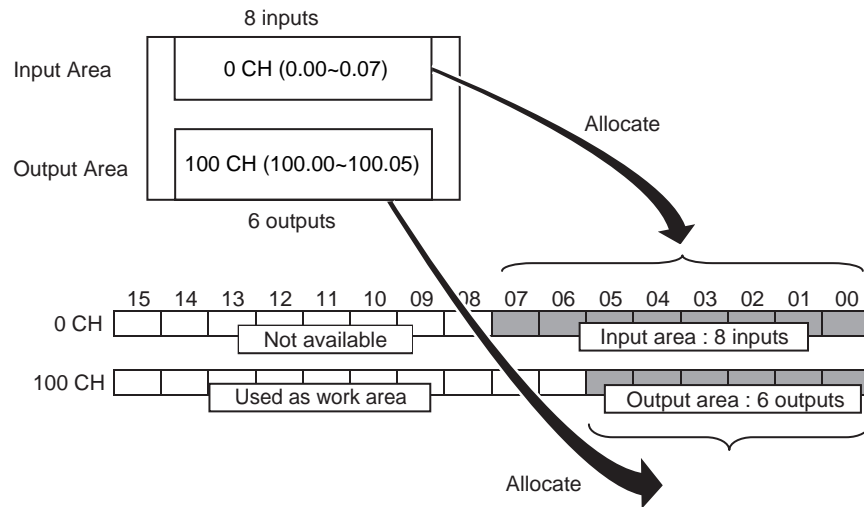 8 inputs
Input Area
0 CH (0.00~0.07)
Allocate
Output Area
100 CH (100.00~100.05)
6 outputs
15 14 13 12 11 10 09 08 07 06 05 04 03 02 01 00
0 CH
Not available
Input area : 8 inputs
100 CH
Used as work area
Output area : 6 outputs
Allocate